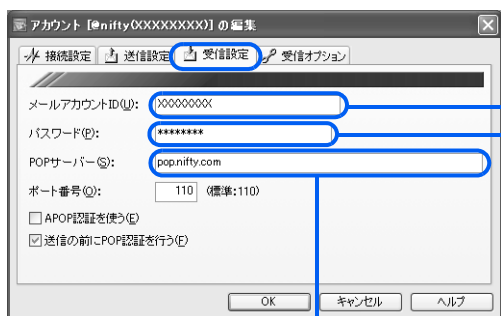 アカウント [@nifty(XXXXXXXX)] の編集
接続設定 送信設定 受信設定 受信オプション
メールアカウントID(U): XXXXXXXX
パスワード(P): ********
POPサーバー(S): pop.nifty.com
ポート番号(O): 110 (標準:110)
APOP認証を使う(E)
送信の前にPOP認証を行う(F)
OK キャンセル ヘルプ